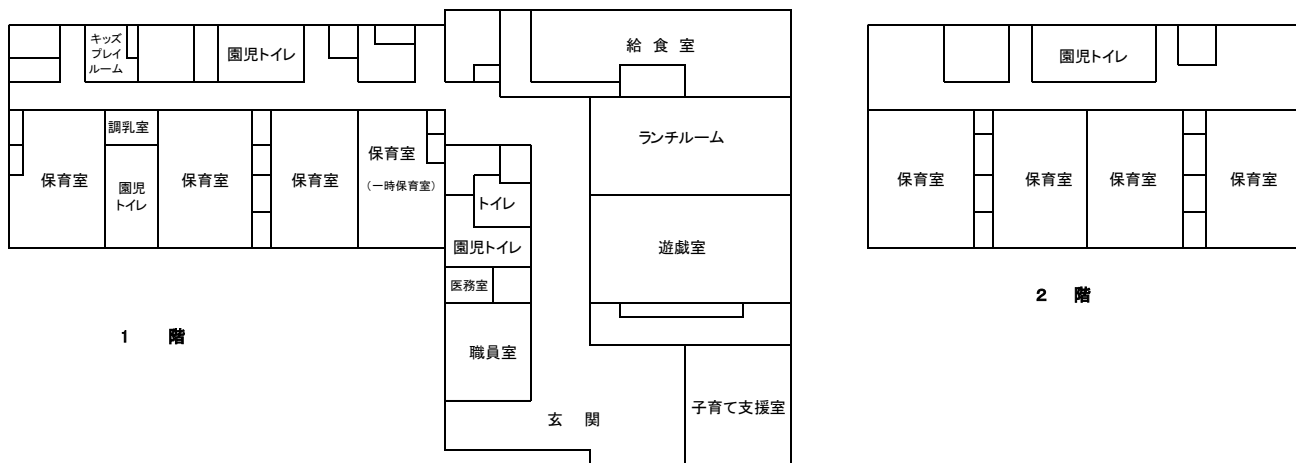 キッズ
プレイ
ルーム
園児トイレ
給 食 室
調乳室
保育室
園児
トイレ
保育室
保育室
保育室
(一時保育室)
トイレ
園児トイレ
医務室
職員室
ランチルーム
遊戯室
玄 関
子育て支援室
1 階
園児トイレ
保育室
保育室
保育室
保育室
2 階